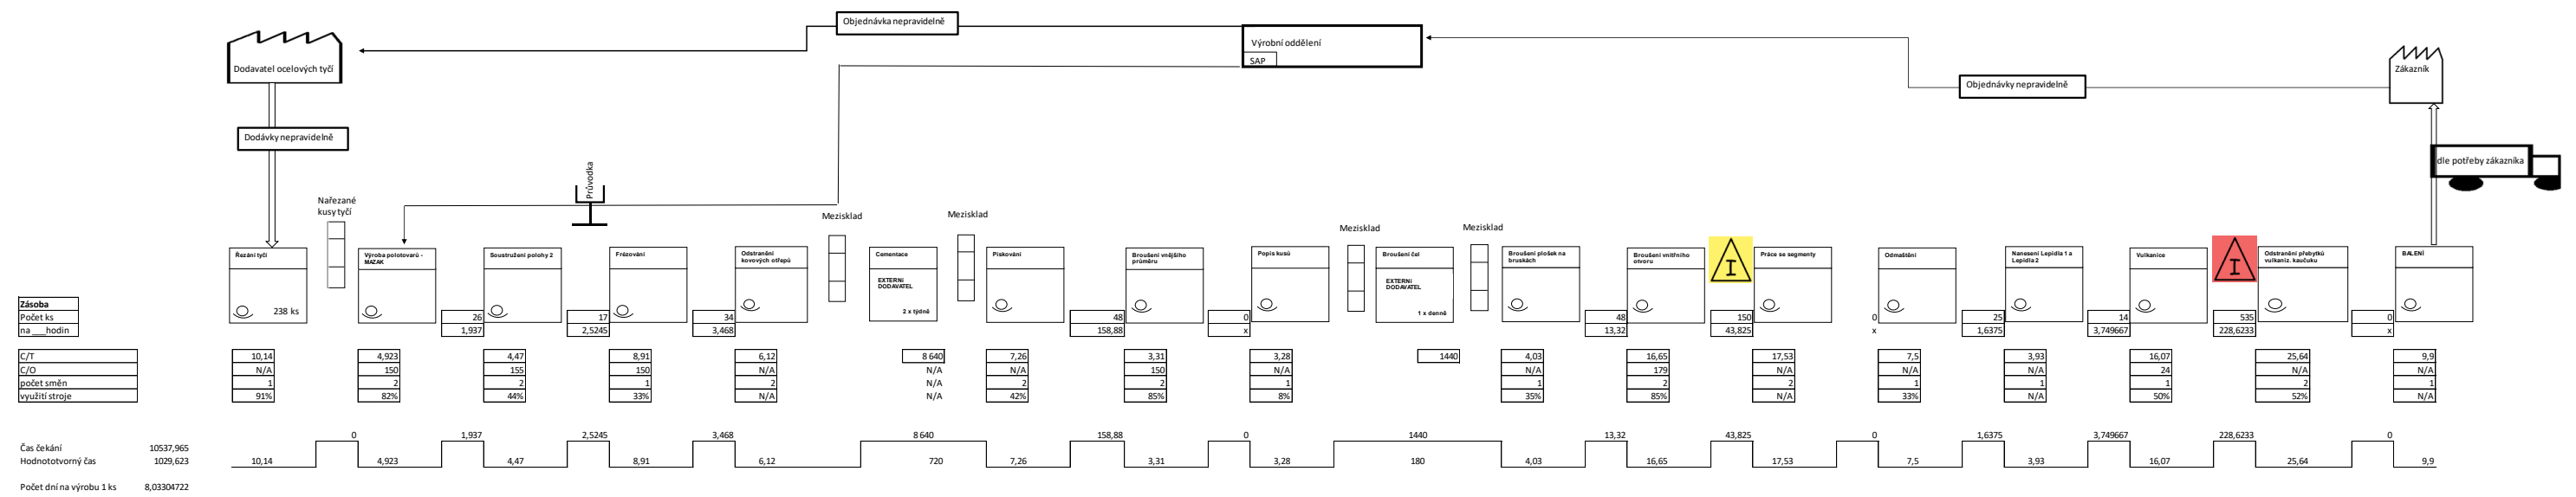 Objednávka nepravidelně
Výrobní oddělení
SAP
Dodavatel ocelových tyčí
Zákazník
Objednávky nepravidelně
Dodávky nepravidelně
dle potřeby zákazníka
Průvodka
Nařezané
kusy tyčí
Mezisklad
Mezisklad
Mezisklad
Mezisklad
Řezání tyčí
238 ks
Výroba polotovarů -
MAZAK
Soustružení polohy 2
Frézování
Odstranění
kovových otřepů
Cementace
EXTERNI
DODAVATEL
2 x týdně
Pískování
Broušení vnějšího
průměru
Popis kusů
Broušení čel
EXTERNI
DODAVATEL
1 x denně
Broušení plošek na
bruskách
Broušení vnitřního
otvoru
I
Práce se segmenty
Odmaštění
Nanesení Lepidla 1 a
Lepidla 2
Vulkanice
I
Odstranění přebytků
vulkaniz. kaučuku
BALENÍ
Zásoba
Počet ks 26 17 34 48 0 48 150 0 25 14 535 0
na ___hodin 1,937 2,5245 3,468 158,88 x 13,32 43,825 x 1,6375 3,749667 228,6233 x
C/T 10,14 4,923 4,47 8,91 6,12 8 640 7,26 3,31 3,28 1440 4,03 16,65 17,53 7,5 3,93 16,07 25,64 9,9
C/O N/A 150 155 150 N/A N/A N/A 150 N/A N/A 179 N/A N/A N/A 24 N/A N/A
počet směn 1 2 2 1 2 N/A 2 2 1 1 2 2 1 1 1 2 1
využití stroje 91% 82% 44% 33% N/A N/A 42% 85% 8% 35% 85% N/A 33% N/A 50% 52% N/A
0 1,937 2,5245 3,468 8 640 158,88 0 1440 13,32 43,825 0 1,6375 3,749667 228,6233 0
Čas čekání 10537,965
Hodnototvorný čas 1029,623 10,14 4,923 4,47 8,91 6,12 720 7,26 3,31 3,28 180 4,03 16,65 17,53 7,5 3,93 16,07 25,64 9,9
Počet dní na výrobu 1 ks 8,03304722